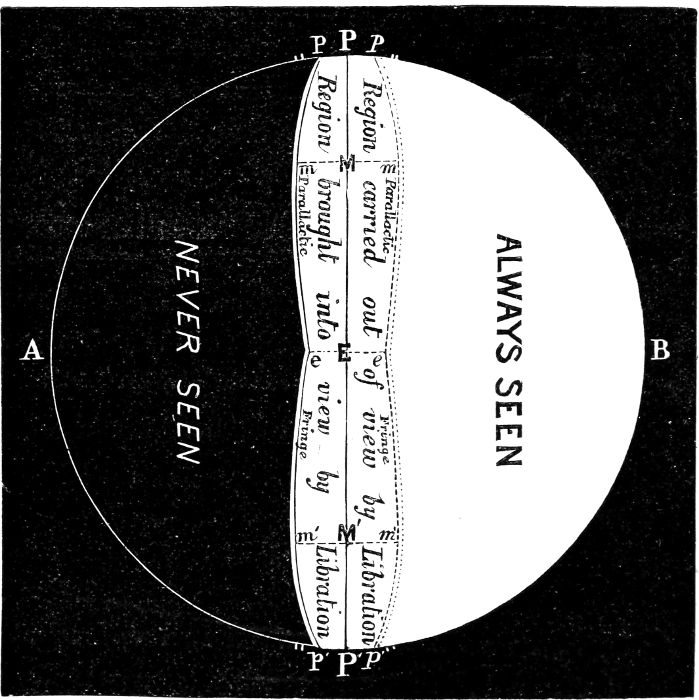 P P p
Region
Region
m M m
Parallactic
brought into
carried out
Parallactic
NEVER SEEN
ALWAYS SEEN
A
E
B
e
e
view by
Fringe
of view by
Fringe
m' M' m'
Libration
Libration
P' P' p'